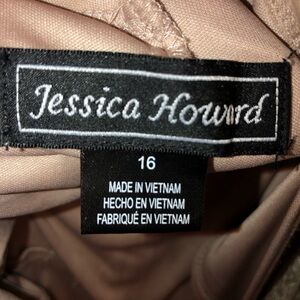 Jessica Howard
16
MADE IN VIETNAM
HECHO EN VIETNAM
FABRIQUÉ EN VIETNAM